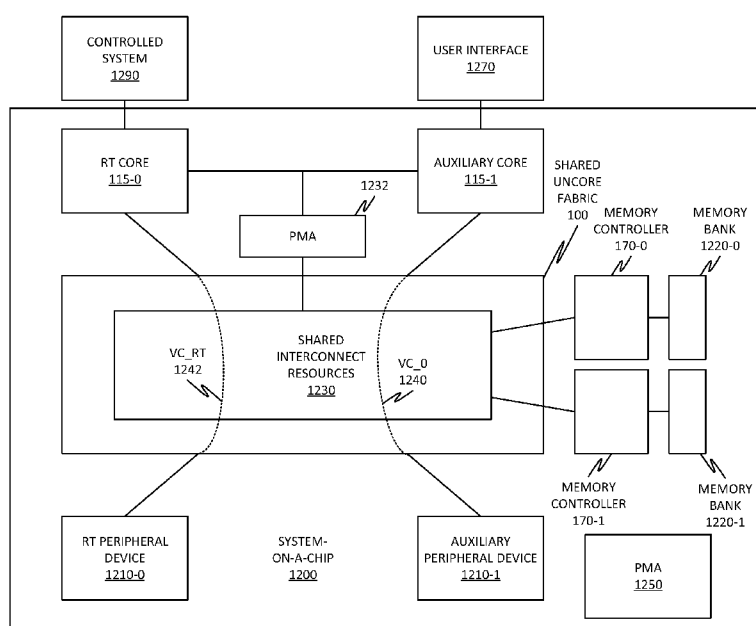 CONTROLLED
SYSTEM
1290
USER INTERFACE
1270
RT CORE
115-0
AUXILIARY CORE
115-1
1232
PMA
SHARED
UNCORE
FABRIC
100
MEMORY
CONTROLLER
170-0
MEMORY
BANK
1220-0
VC_RT
1242
SHARED
INTERCONNECT
RESOURCES
1230
VC_0
1240
MEMORY
CONTROLLER
170-1
MEMORY
BANK
1220-1
RT PERIPHERAL
DEVICE
1210-0
SYSTEM-
ON-A-CHIP
1200
AUXILIARY
PERIPHERAL DEVICE
1210-1
PMA
1250